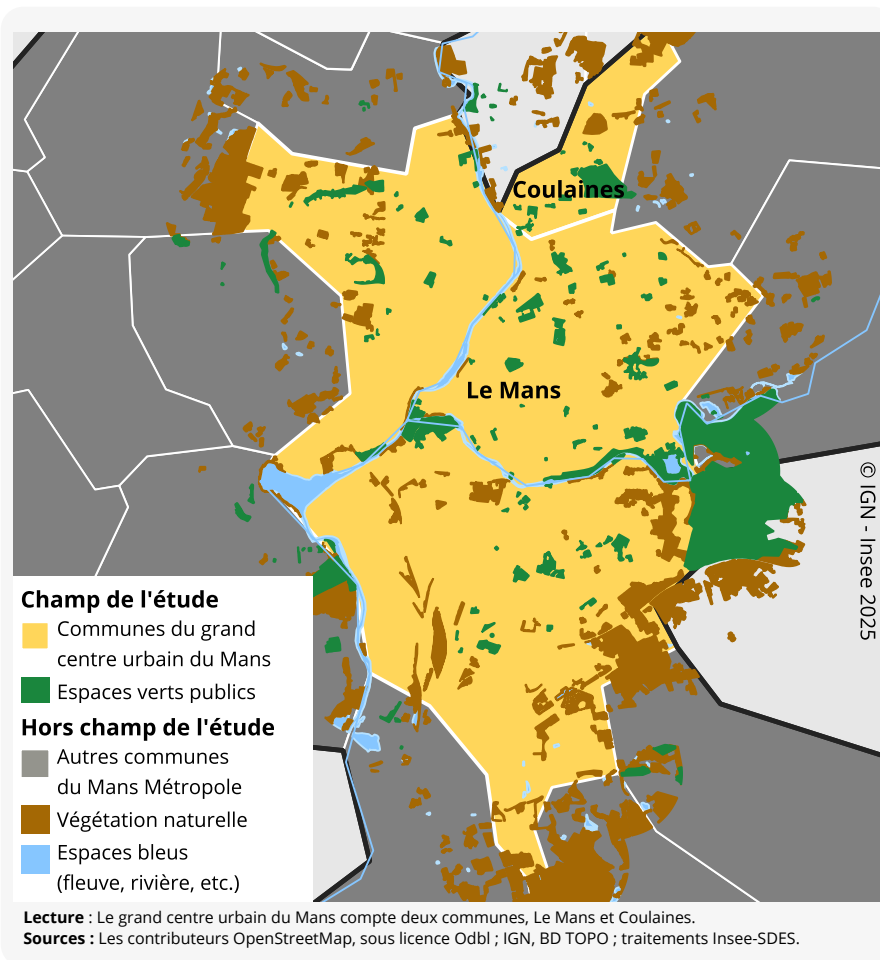 Coulaines
Le Mans
© IGN - Insee 2025
Champ de l'étude
Communes du grand
centre urbain du Mans
Espaces verts publics
Hors champ de l'étude
Autres communes
du Mans Métropole
Végétation naturelle
Espaces bleus
(fleuve, rivière, etc.)
Lecture : Le grand centre urbain du Mans compte deux communes, Le Mans et Coulaines.
Sources : Les contributeurs OpenStreetMap, sous licence Odbl ; IGN, BD TOPO ; traitements Insee-SDES.